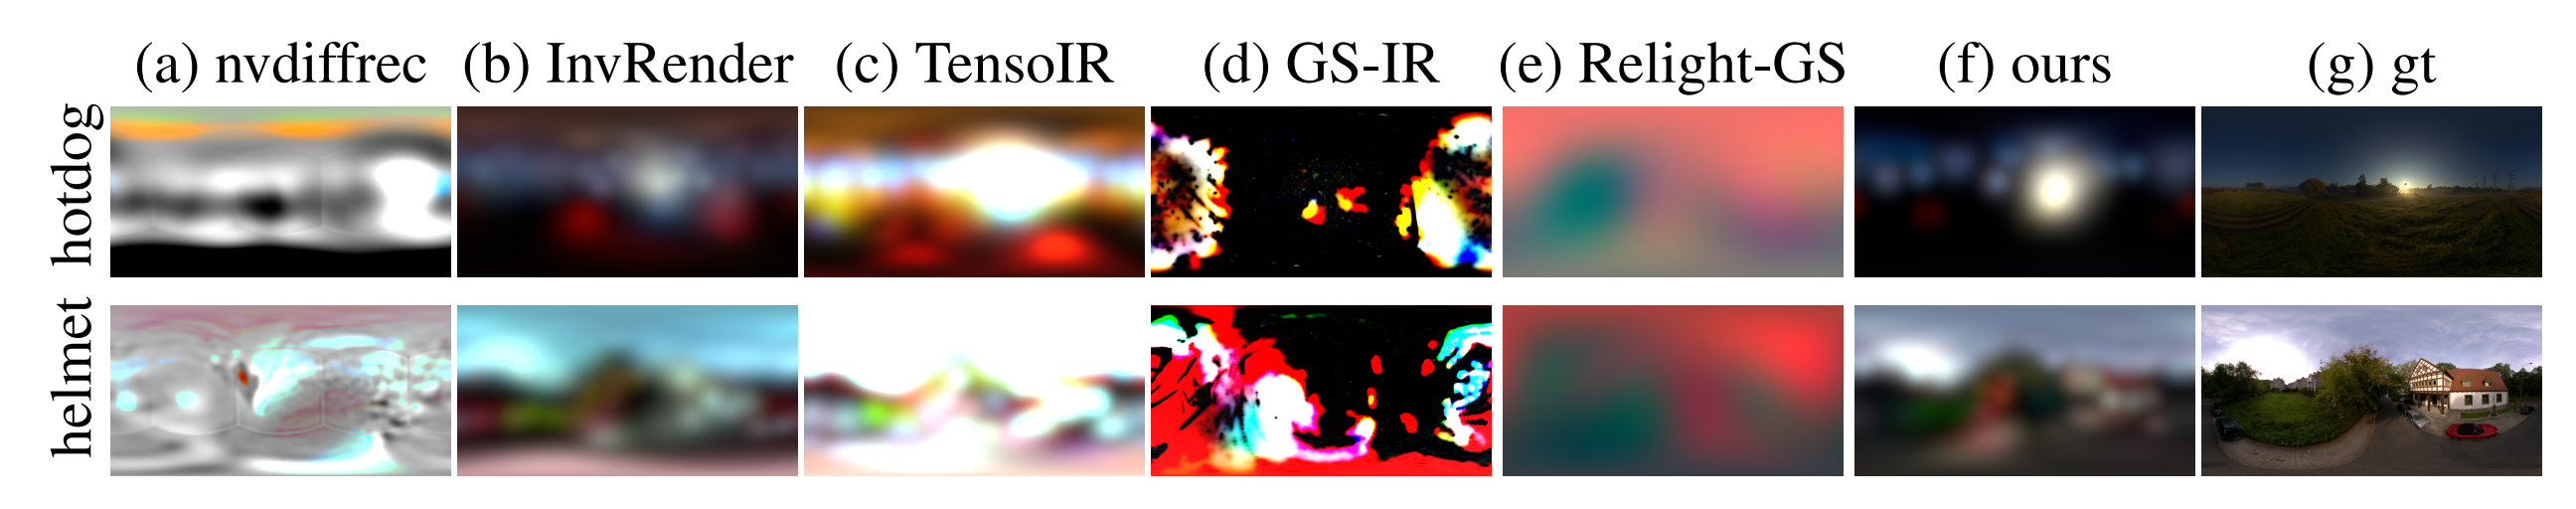 (a) nvdiffrec (b) InvRender (c) TensoIR (d) GS-IR (e) Relight-GS (f) ours (g) gt
hotdog
helmet